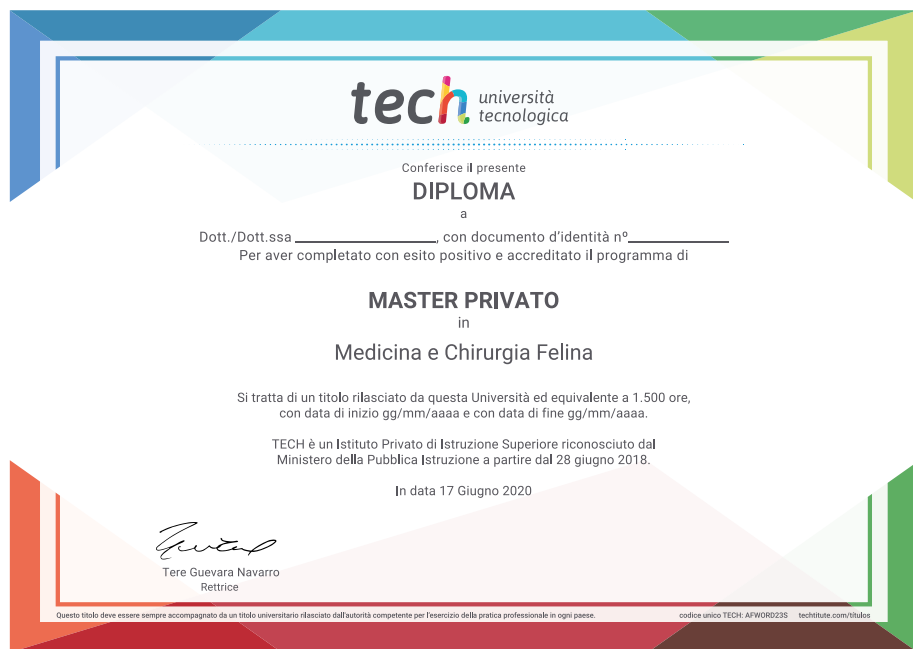 tech università
tecnologica
Conferisce il presente
DIPLOMA
a
Dott./Dott.ssa _________________, con documento d'identità nº____________
Per aver completato con esito positivo e accreditato il programma di
MASTER PRIVATO
in
Medicina e Chirurgia Felina
Si tratta di un titolo rilasciato da questa Università ed equivalente a 1.500 ore,
con data di inizio gg/mm/aaaa e con data di fine gg/mm/aaaa.
TECH è un Istituto Privato di Istruzione Superiore riconosciuto dal
Ministero della Pubblica Istruzione a partire dal 28 giugno 2018.
In data 17 Giugno 2020
Tere Guevara Navarro
Rettrice
Questo titolo deve essere sempre accompagnato da un titolo universitario rilasciato dall'autorità competente per l'esercizio della pratica professionale in ogni paese. codice unico TECH: AFWORD23S techtitute.com/titulos